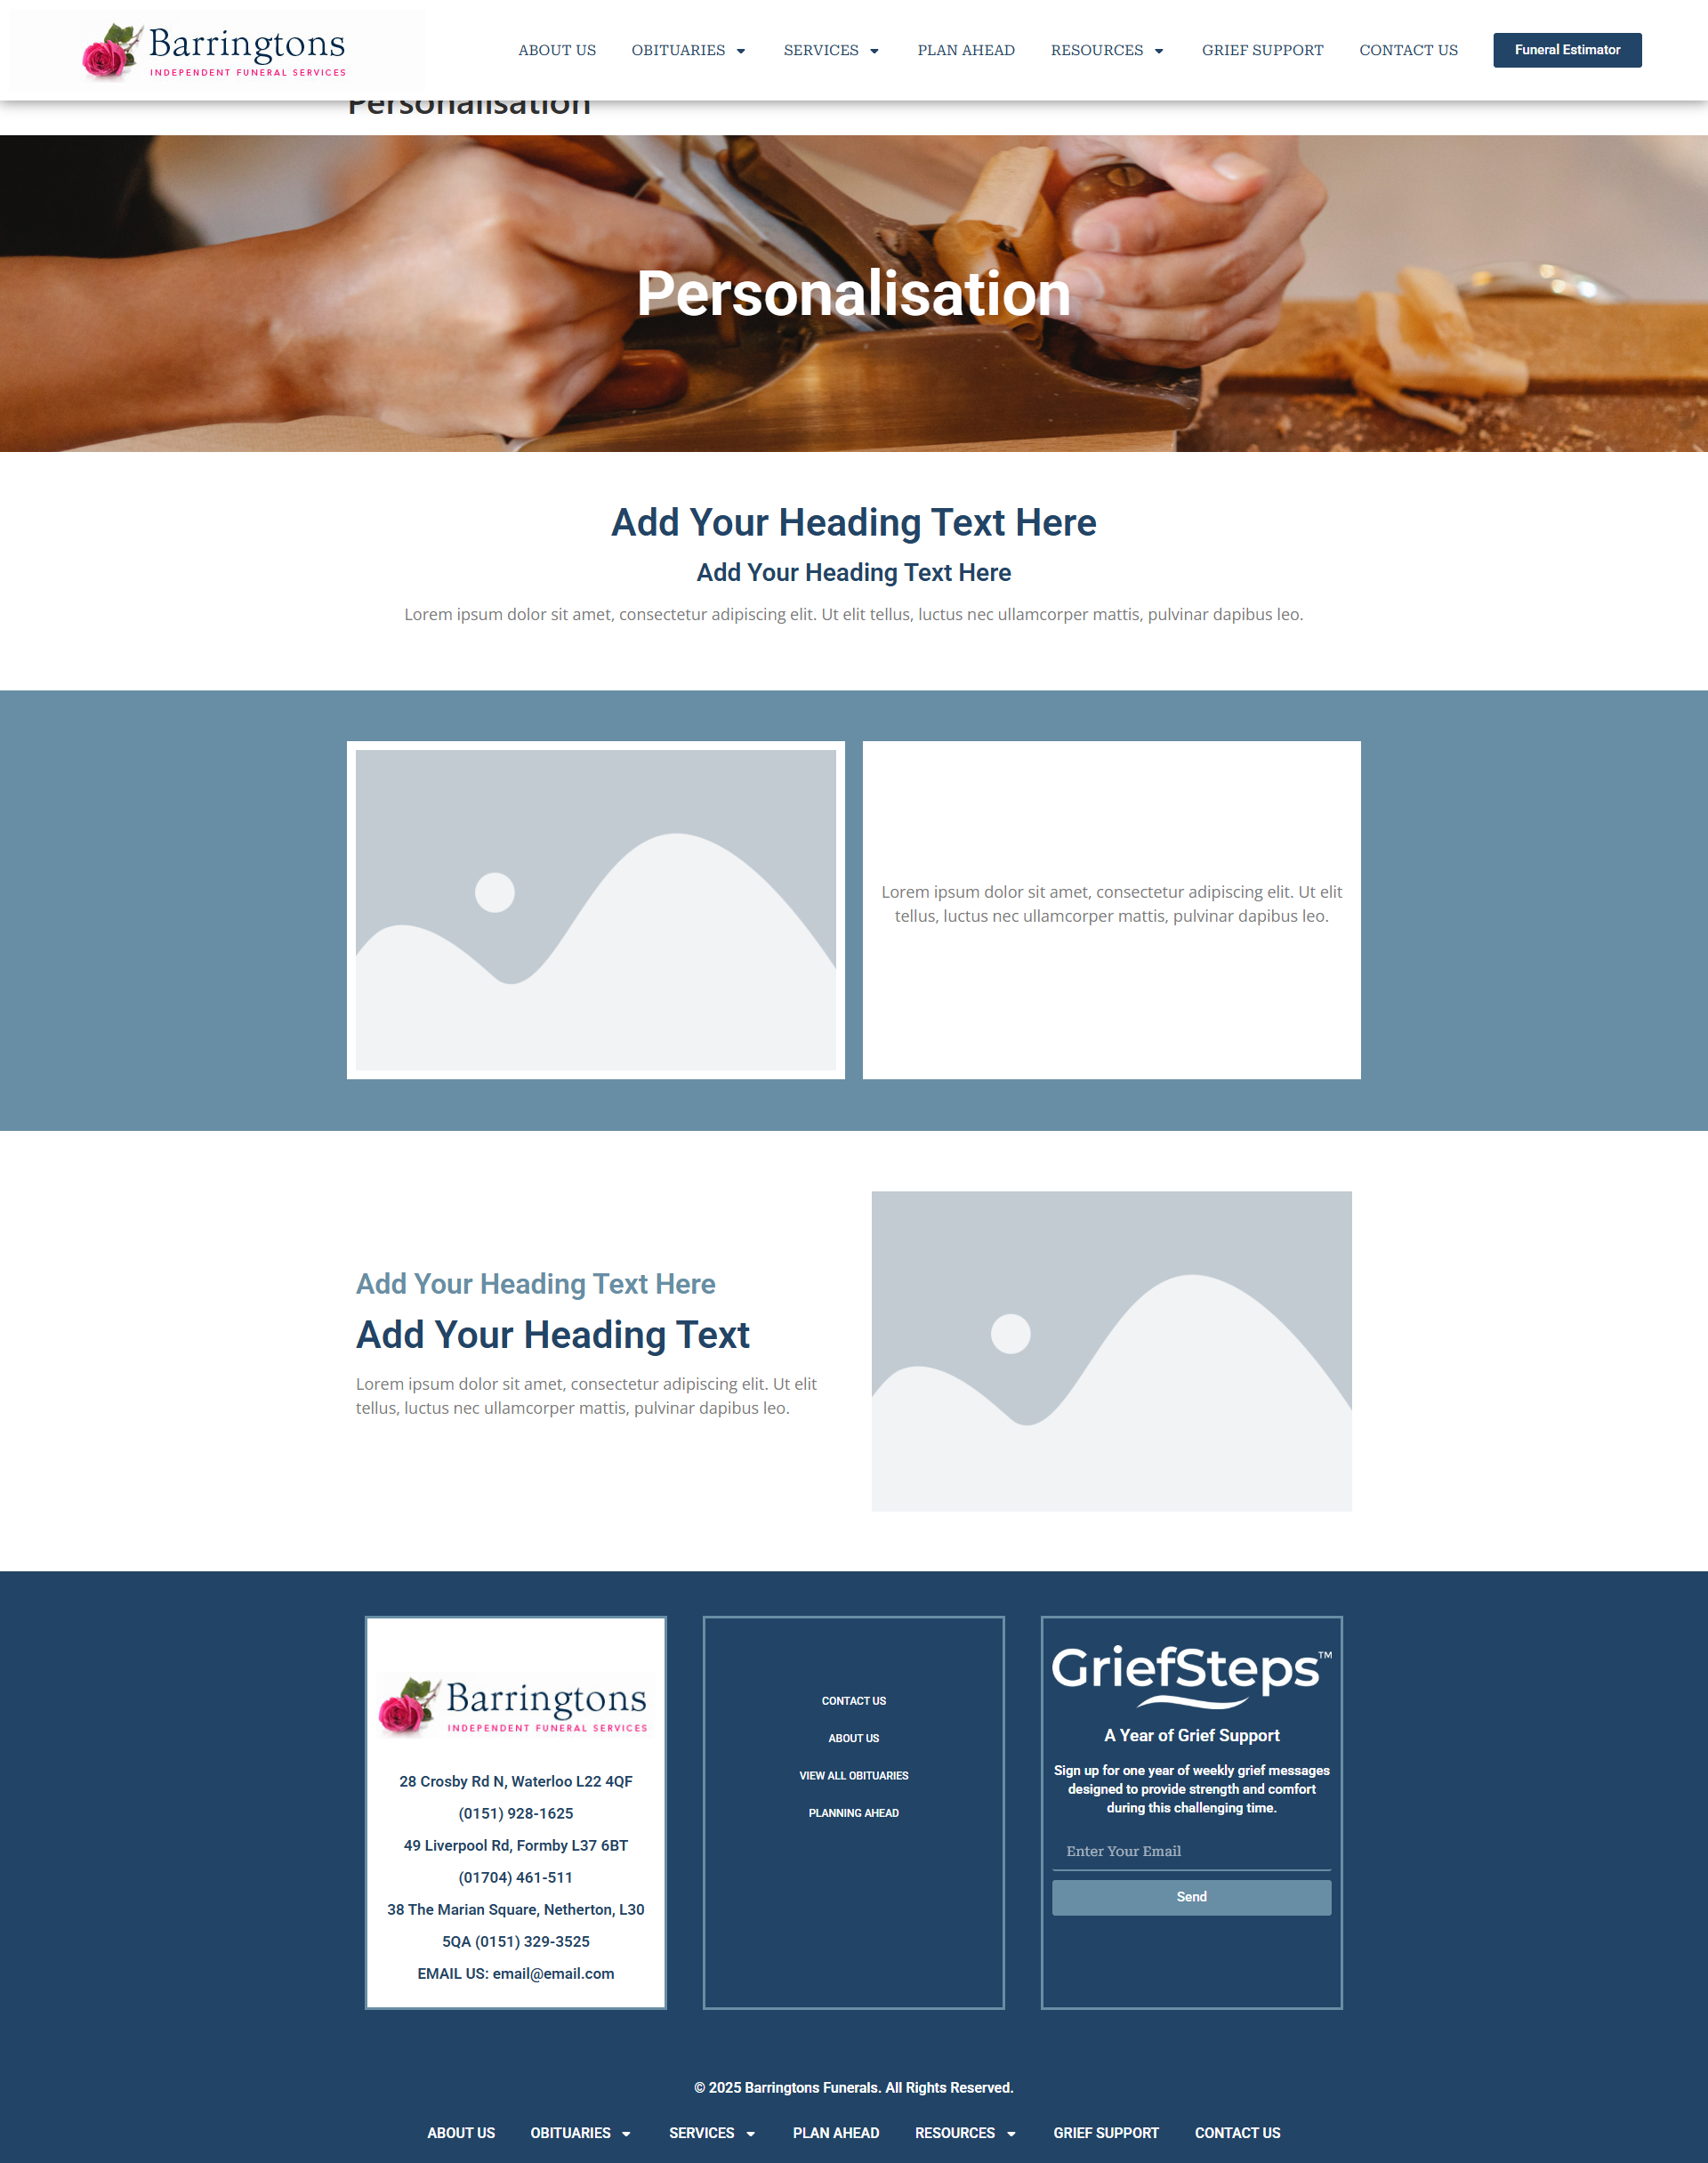 Barringtons
INDEPENDENT FUNERAL SERVICES
ABOUT US
OBITUARIES
SERVICES
PLAN AHEAD
RESOURCES
GRIEF SUPPORT
CONTACT US
Funeral Estimator
Personalisation
Personalisation
Add Your Heading Text Here
Add Your Heading Text Here
Lorem ipsum dolor sit amet, consectetur adipiscing elit. Ut elit tellus, luctus nec ullamcorper mattis, pulvinar dapibus leo.
Lorem ipsum dolor sit amet, consectetur adipiscing elit. Ut elit
tellus, luctus nec ullamcorper mattis, pulvinar dapibus leo.
Add Your Heading Text Here
Add Your Heading Text
Lorem ipsum dolor sit amet, consectetur adipiscing elit. Ut elit
tellus, luctus nec ullamcorper mattis, pulvinar dapibus leo.
Barringtons
INDEPENDENT FUNERAL SERVICES
28 Crosby Rd N, Waterloo L22 4QF
(0151) 928-1625
49 Liverpool Rd, Formby L37 6BT
(01704) 461-511
38 The Marian Square, Netherton, L30
5QA (0151) 329-3525
EMAIL US: email@email.com
CONTACT US
ABOUT US
VIEW ALL OBITUARIES
PLANNING AHEAD
GriefSteps™
A Year of Grief Support
Sign up for one year of weekly grief messages
designed to provide strength and comfort
during this challenging time.
Enter Your Email
Send
© 2025 Barringtons Funerals. All Rights Reserved.
ABOUT US
OBITUARIES
SERVICES
PLAN AHEAD
RESOURCES
GRIEF SUPPORT
CONTACT US